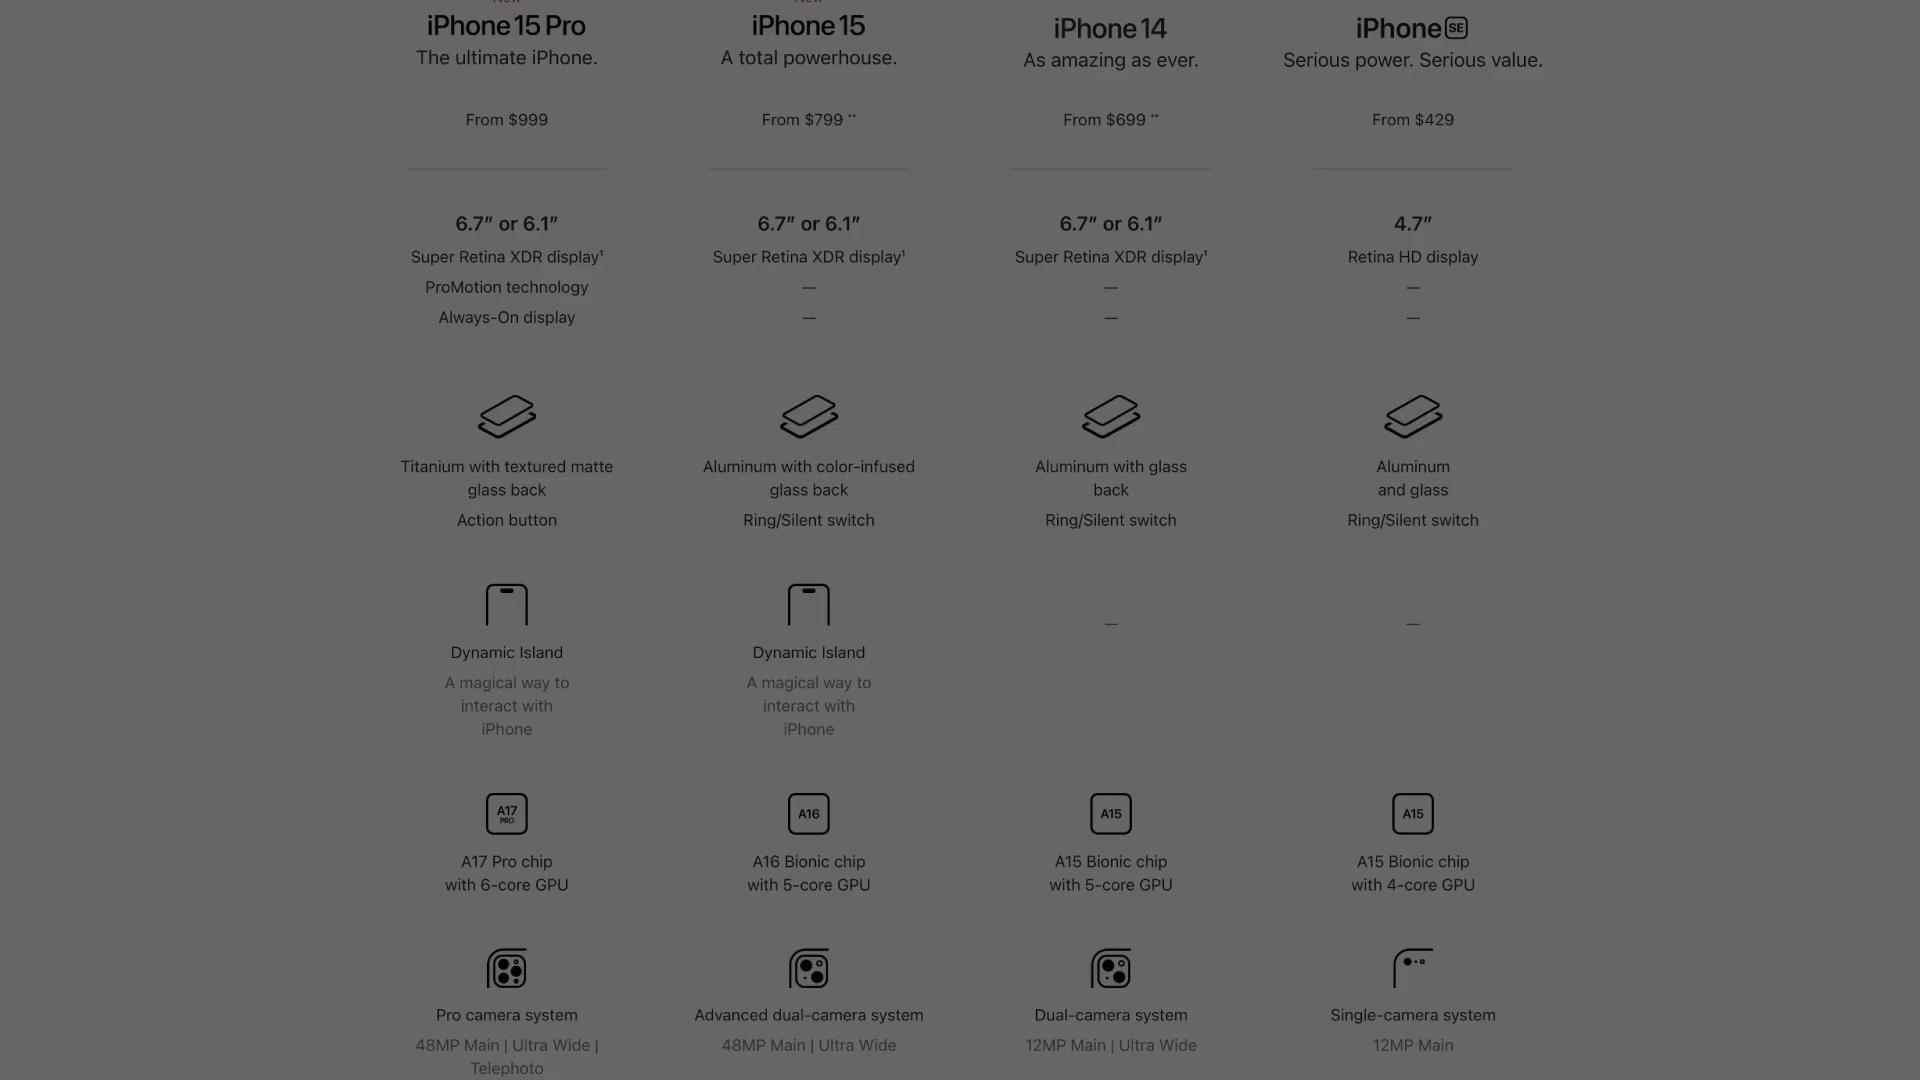 New
New
iPhone 15 Pro
iPhone 15
iPhone 14
iPhone SE
The ultimate iPhone.
A total powerhouse.
As amazing as ever.
Serious power. Serious value.
From $999
From $799 **
From $699 **
From $429
6.7” or 6.1”
6.7” or 6.1”
6.7” or 6.1”
4.7”
Super Retina XDR display¹
Super Retina XDR display¹
Super Retina XDR display¹
Retina HD display
ProMotion technology
—
—
—
Always-On display
—
—
—
Titanium with textured matte
glass back
Aluminum with color-infused
glass back
Aluminum with glass
back
Aluminum
and glass
Action button
Ring/Silent switch
Ring/Silent switch
Ring/Silent switch
Dynamic Island
Dynamic Island
—
—
A magical way to
interact with
iPhone
A magical way to
interact with
iPhone
A17
PRO
A16
A15
A15
A17 Pro chip
with 6-core GPU
A16 Bionic chip
with 5-core GPU
A15 Bionic chip
with 5-core GPU
A15 Bionic chip
with 4-core GPU
Pro camera system
Advanced dual-camera system
Dual-camera system
Single-camera system
48MP Main | Ultra Wide |
Telephoto
48MP Main | Ultra Wide
12MP Main | Ultra Wide
12MP Main